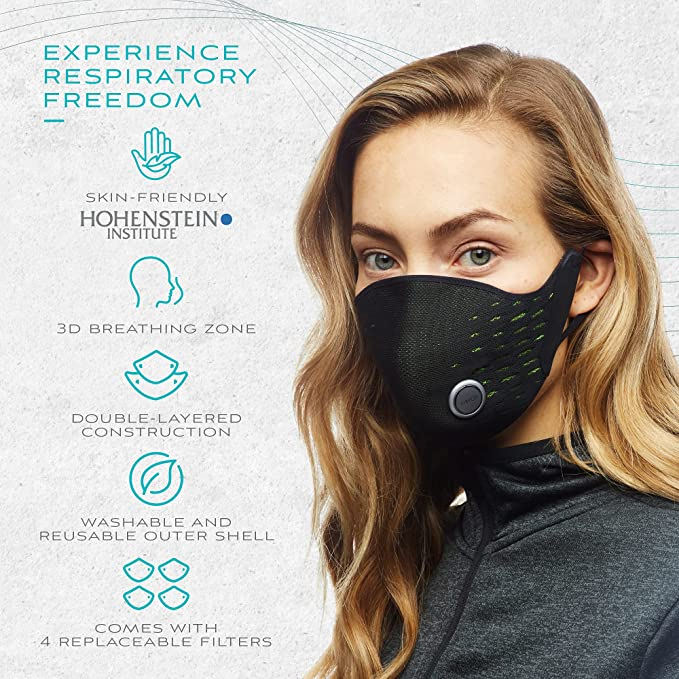 EXPERIENCE
RESPIRATORY
FREEDOM
SKIN-FRIENDLY
HOHENSTEIN
INSTITUTE
3D BREATHING ZONE
DOUBLE-LAYERED
CONSTRUCTION
WASHABLE AND
REUSABLE OUTER SHELL
COMES WITH
4 REPLACEABLE FILTERS